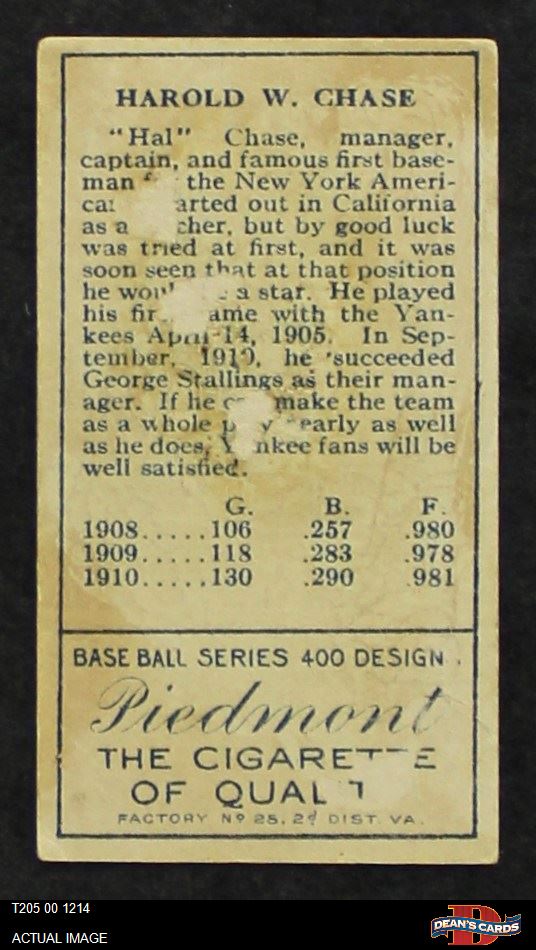 HAROLD W. CHASE
"Hal" Chase, manager,
captain, and famous first base-
man the New York Ameri-
arted out in California
as a cher, but by good luck
was tried at first, and it was
soon seen that at that position
he a star. He played
his ame with the Yan-
kees April 14, 1905. In Sep-
tember, 1910, he succeeded
George Stallings as their man-
ager. If he make the team
as a whole early as well
as he does, nkee fans will be
well satisfied.
G. B. F.
1908.....106 .257 .980
1909.....118 .283 .978
1910.....130 .290 .981
BASE BALL SERIES 400 DESIGN
Piedmont
THE CIGARETTE
OF QUAL
FACTORY Nº 25, 2d DIST. VA.
T205 00 1214
ACTUAL IMAGE
DEAN'S CARDS